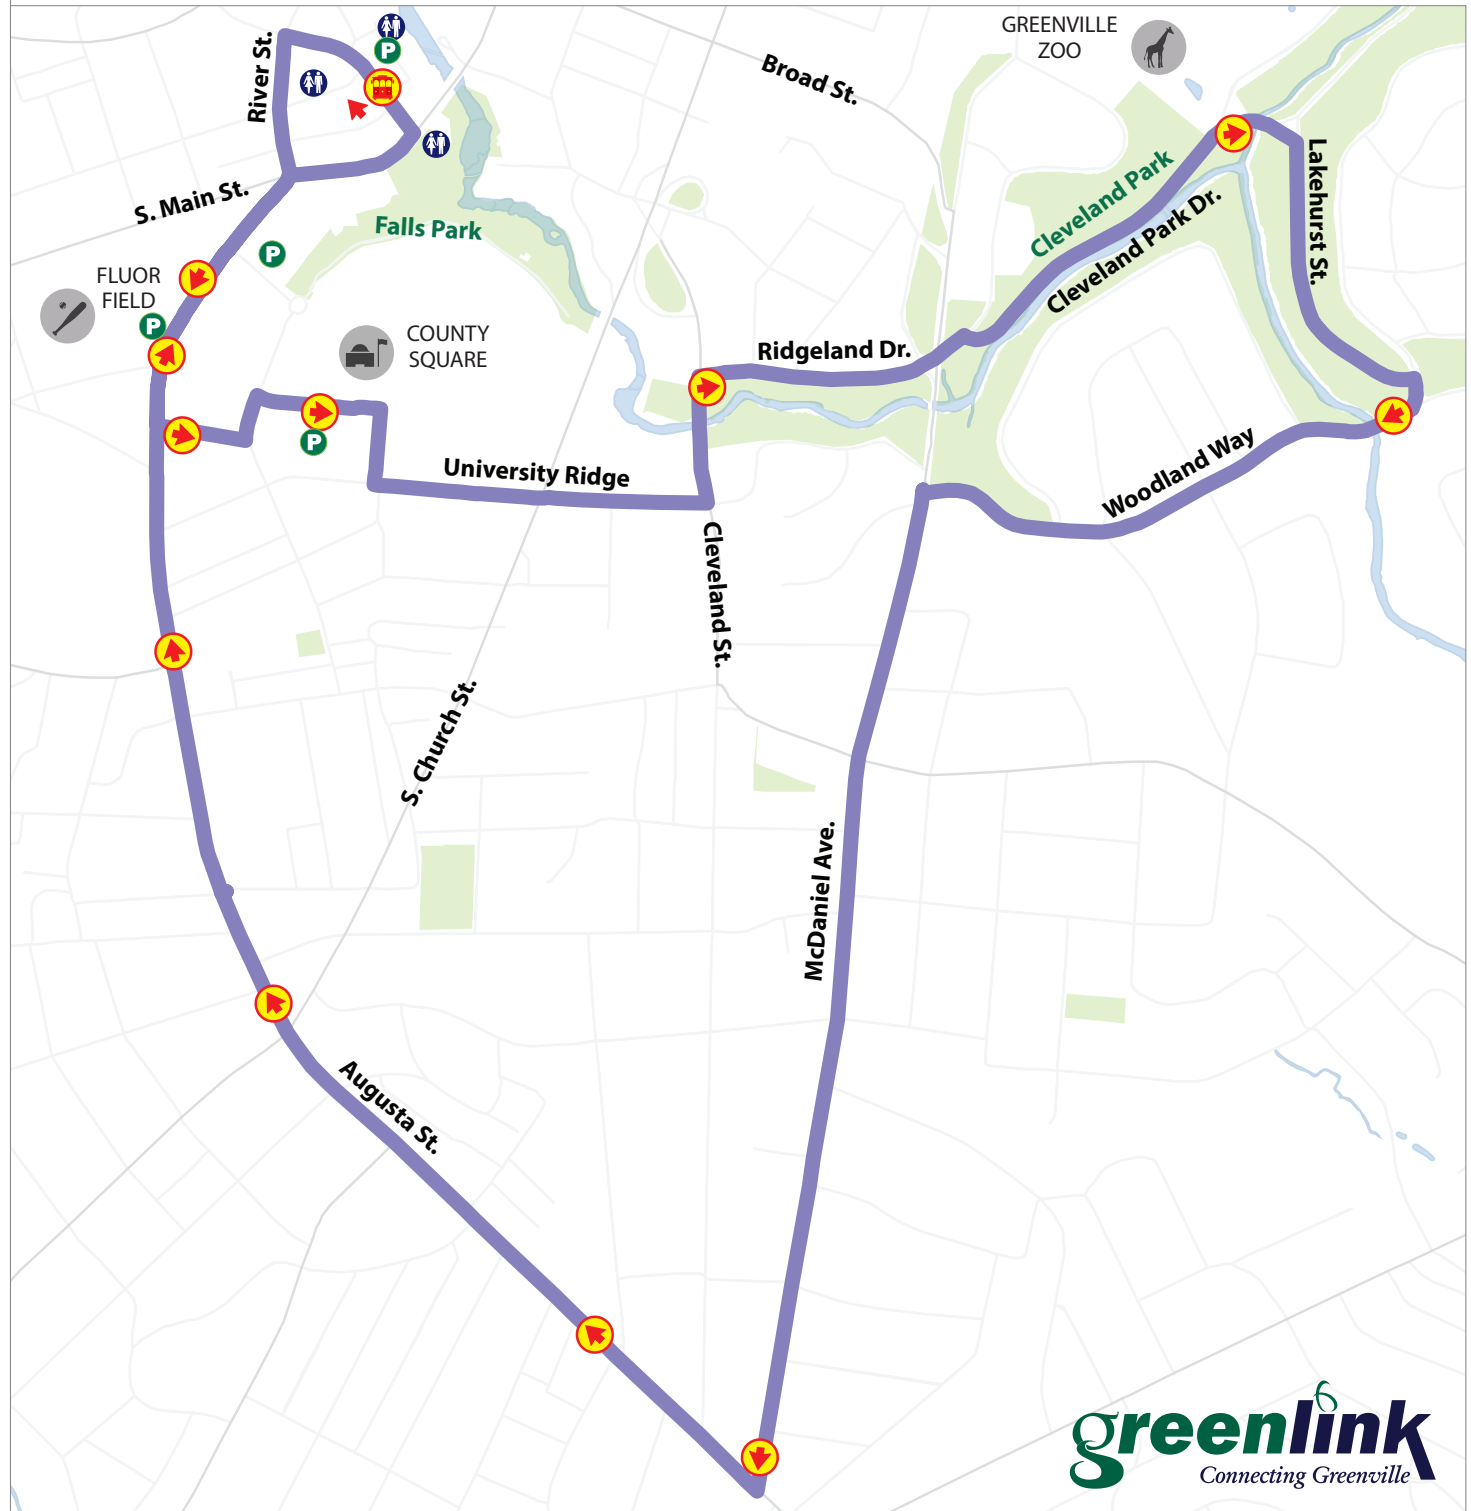 GREENVILLE
ZOO
River St.
P
Broad St.
Lakehurst St.
Cleveland Park
S. Main St.
Falls Park
Cleveland Park Dr.
P
FLUOR
FIELD
P
COUNTY
SQUARE
Ridgeland Dr.
P
University Ridge
Woodland Way
Cleveland St.
S. Church St.
McDaniel Ave.
Augusta St.
greenlink
Connecting Greenville